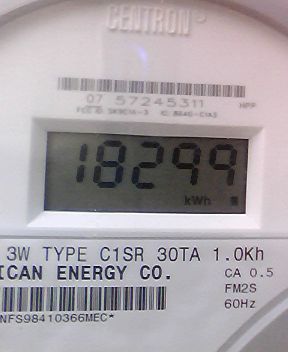 CENTRON
07 57245311 HPP
18299
kWh
3W TYPE C1SR 30TA 1.0Kh
ICAN ENERGY CO. CA 0.5
FM2S
60Hz
NFS98410366MEC*